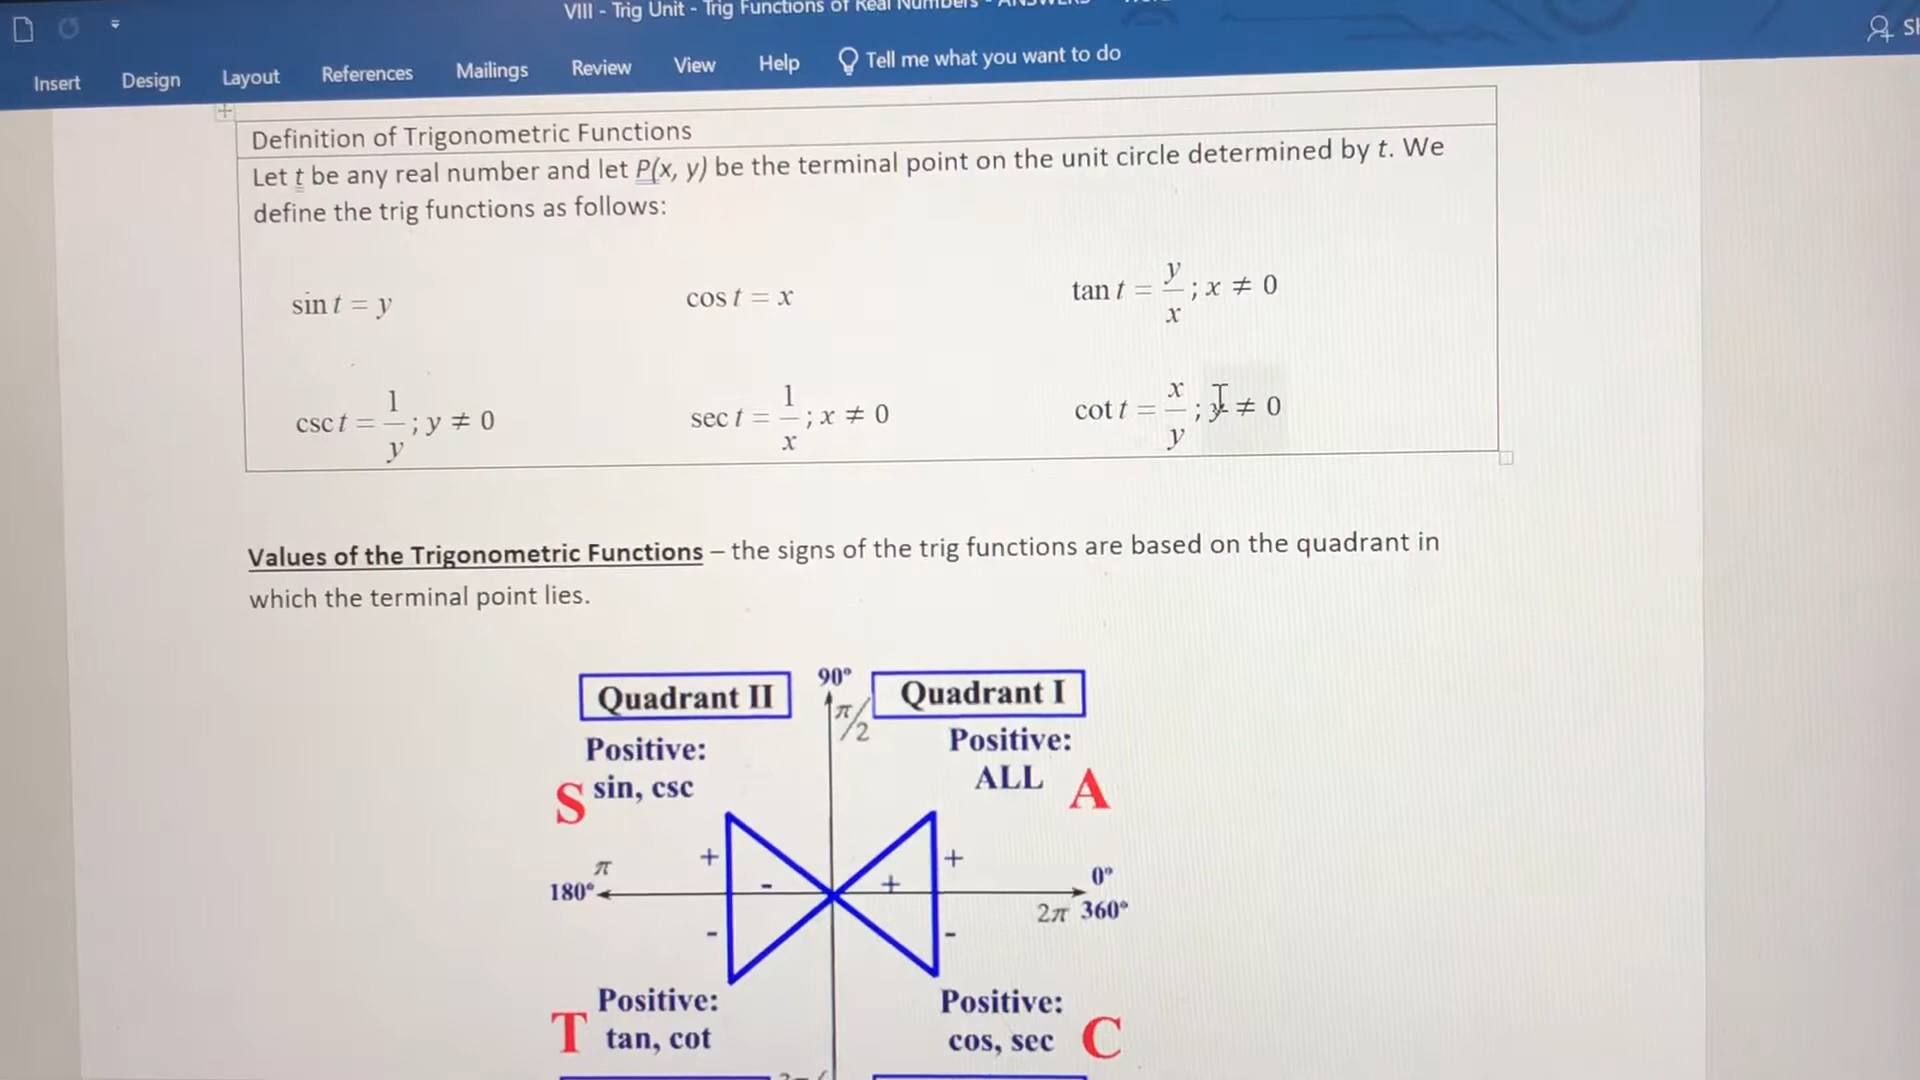 VIII - Trig Unit - Trig Functions of Real Numbers - ANSWERS
Insert Design Layout References Mailings Review View Help Tell me what you want to do
Definition of Trigonometric Functions
Let t be any real number and let P(x, y) be the terminal point on the unit circle determined by t. We
define the trig functions as follows:
sin t = y cos t = x tan t = y/x ; x ≠ 0
csc t = 1/y ; y ≠ 0 sec t = 1/x ; x ≠ 0 cot t = x/y ; y ≠ 0
Values of the Trigonometric Functions – the signs of the trig functions are based on the quadrant in
which the terminal point lies.
90°
Quadrant II π/2 Quadrant I
Positive: Positive:
S sin, csc ALL A
+ +
π 0°
180° - +
2π 360°
- -
Positive: Positive:
T tan, cot cos, sec C